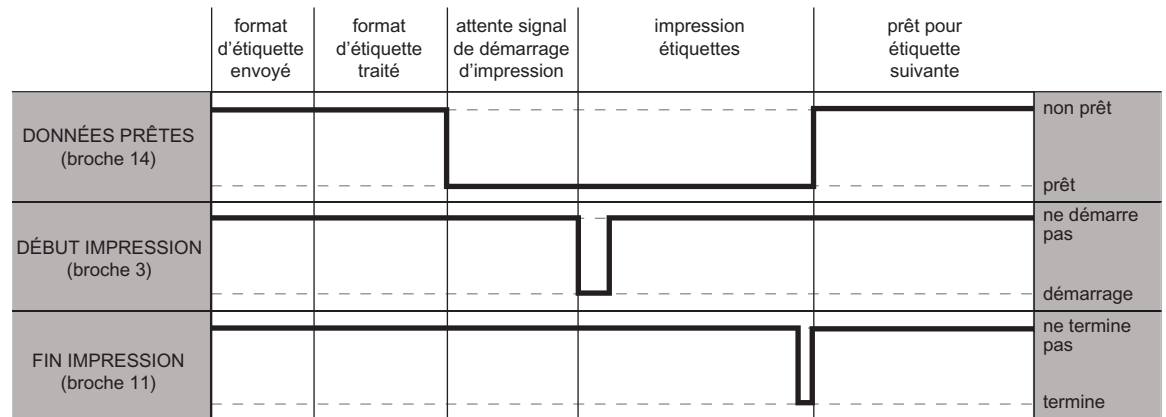 format
d'étiquette
envoyé
format
d'étiquette
traité
attente signal
de démarrage
d'impression
impression
étiquettes
prêt pour
étiquette
suivante
DONNÉES PRÊTES
(broche 14)
non prêt
prêt
DÉBUT IMPRESSION
(broche 3)
ne démarre
pas
démarrage
FIN IMPRESSION
(broche 11)
ne termine
pas
termine